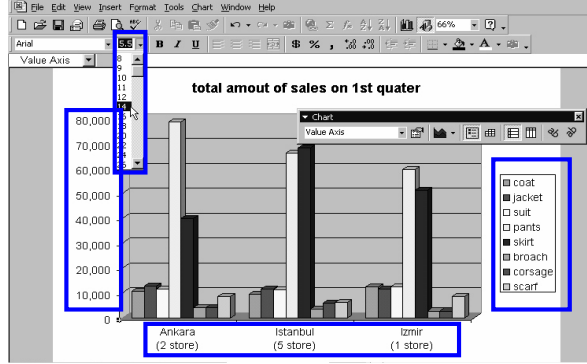 File Edit View Insert Format Tools Chart Window Help
66%
Arial 5.5 B I U $ % ,
Value Axis
8
9
10
11
12
14
total amout of sales on 1st quater
Chart
Value Axis
80,000
70,000
60,000
50,000
40,000
30,000
20,000
10,000
0
coat
jacket
suit
pants
skirt
broach
corsage
scarf
Ankara Istanbul Izmir
(2 store) (5 store) (1 store)